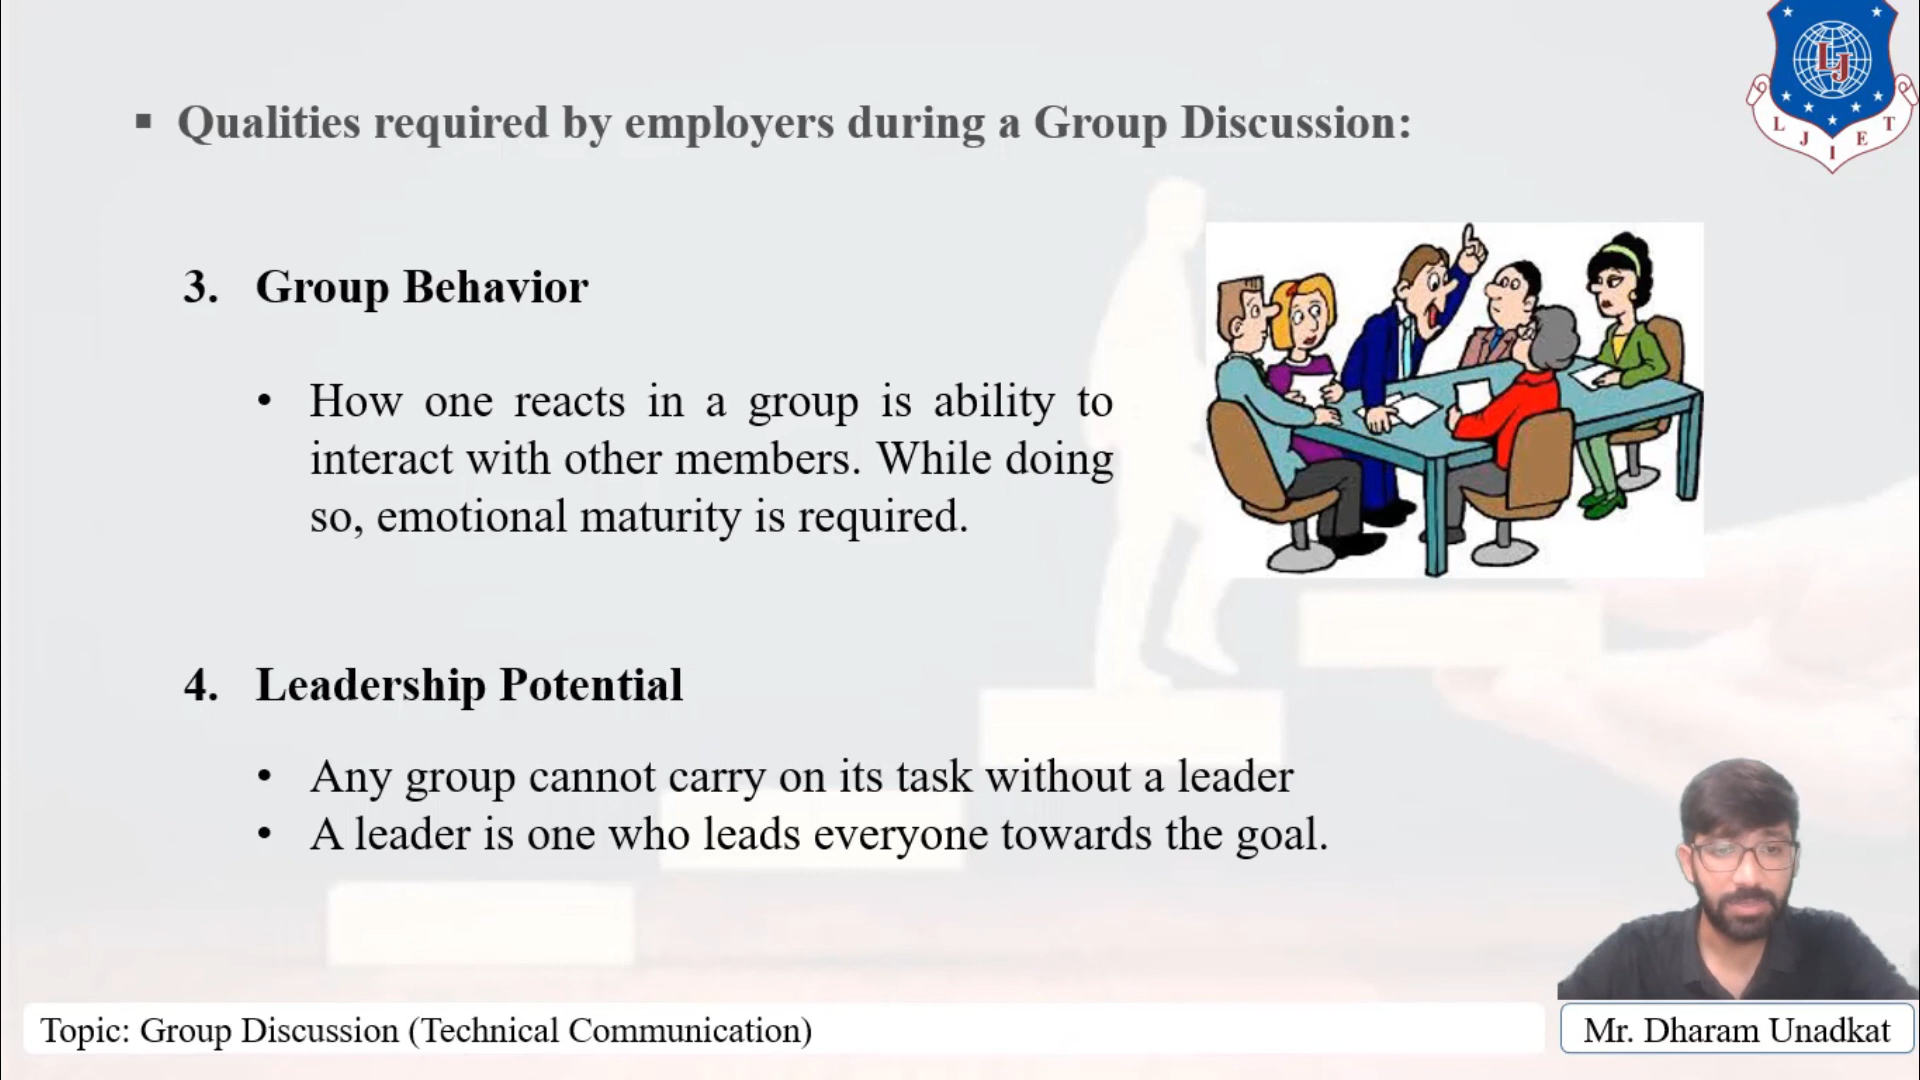 ▪ Qualities required by employers during a Group Discussion:
LJ
L J I E T
3. Group Behavior
• How one reacts in a group is ability to
interact with other members. While doing
so, emotional maturity is required.
4. Leadership Potential
• Any group cannot carry on its task without a leader
• A leader is one who leads everyone towards the goal.
Topic: Group Discussion (Technical Communication)
Mr. Dharam Unadkat